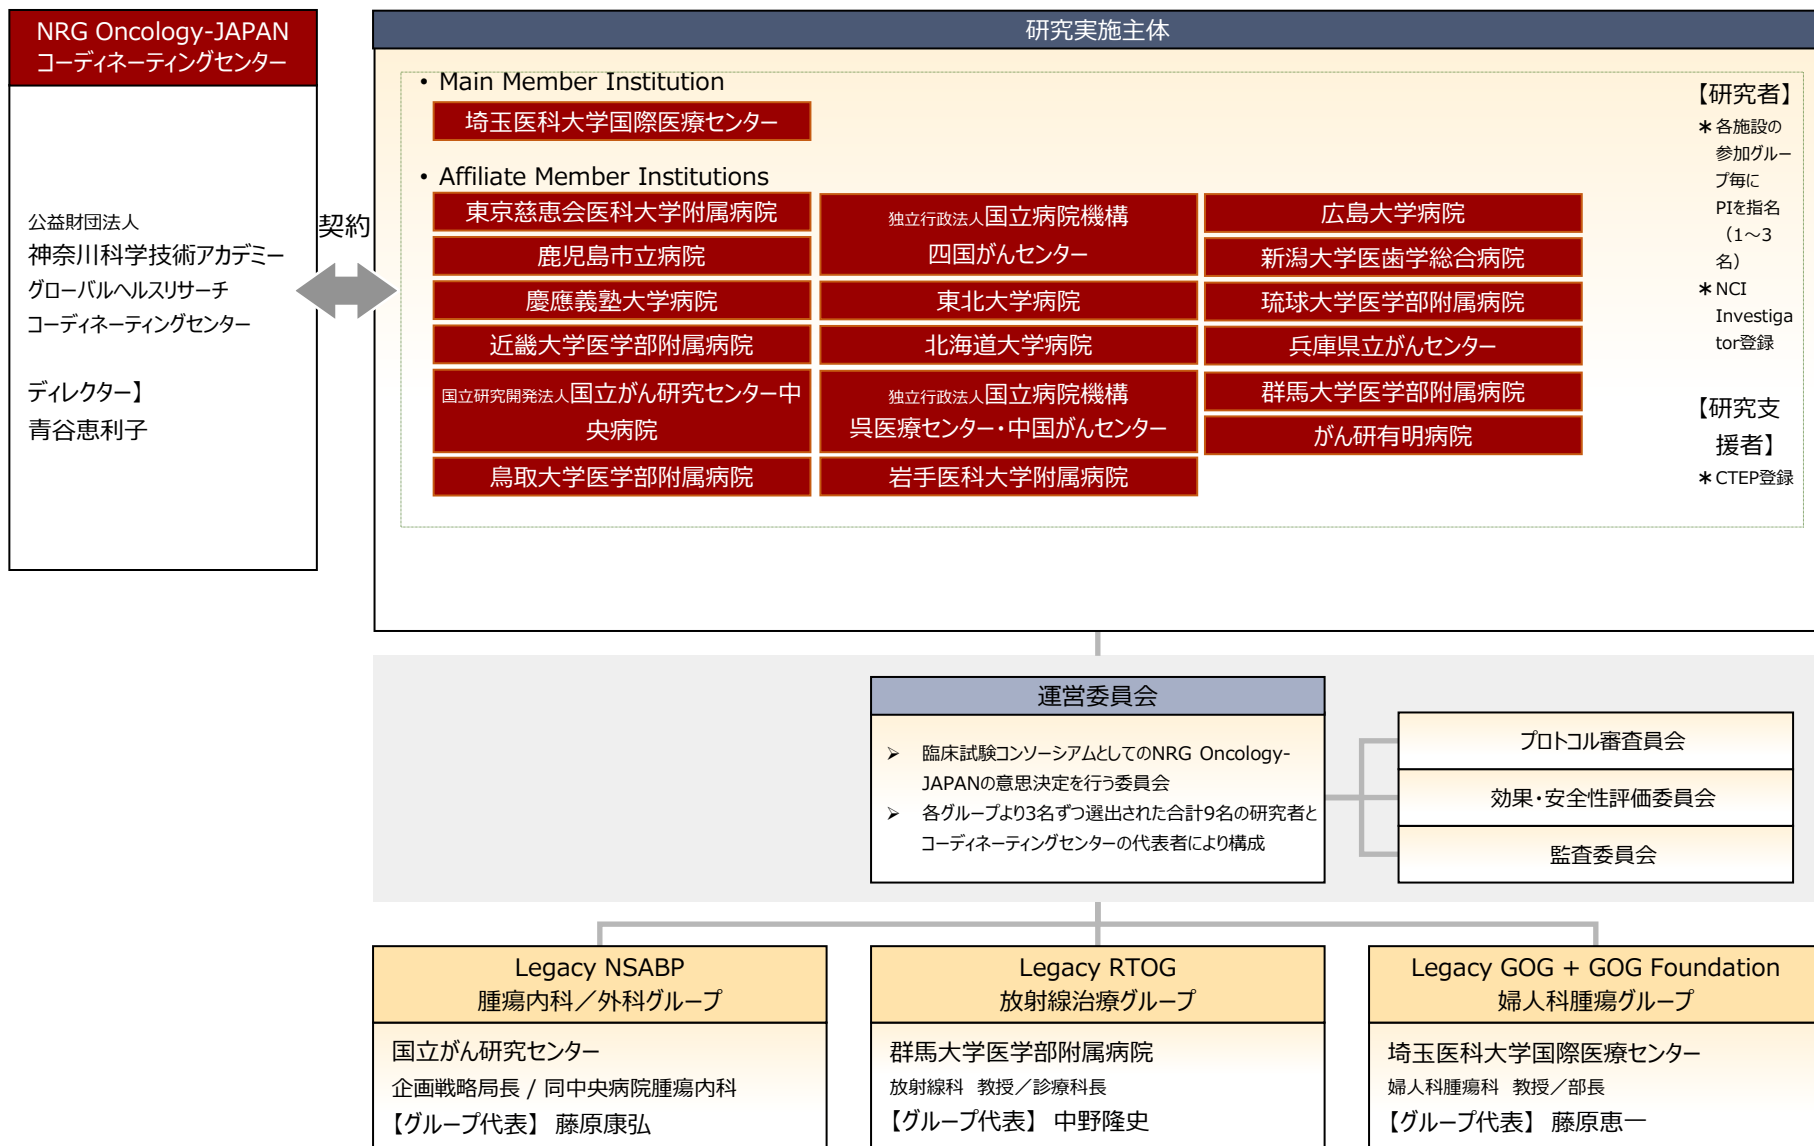 NRG Oncology-JAPAN
コーディネーティングセンター
公益財団法人
神奈川科学技術アカデミー
グローバルヘルスリサーチ
コーディネーティングセンター
ディレクター】
青谷恵利子
契約
研究実施主体
• Main Member Institution
埼玉医科大学国際医療センター
• Affiliate Member Institutions
東京慈恵会医科大学附属病院
鹿児島市立病院
慶應義塾大学病院
近畿大学医学部附属病院
国立研究開発法人国立がん研究センター中
央病院
鳥取大学医学部附属病院
独立行政法人国立病院機構
四国がんセンター
東北大学病院
北海道大学病院
独立行政法人国立病院機構
呉医療センター・中国がんセンター
岩手医科大学附属病院
広島大学病院
新潟大学医歯学総合病院
琉球大学医学部附属病院
兵庫県立がんセンター
群馬大学医学部附属病院
がん研有明病院
【研究者】
＊各施設の
参加グルー
プ毎に
PIを指名
（1～3
名）
＊NCI
Investiga
tor登録
【研究支
援者】
＊CTEP登録
運営委員会
➢ 臨床試験コンソーシアムとしてのNRG Oncology-
JAPANの意思決定を行う委員会
➢ 各グループより3名ずつ選出された合計9名の研究者と
コーディネーティングセンターの代表者により構成
プロトコル審査員会
効果・安全性評価委員会
監査委員会
Legacy NSABP
腫瘍内科／外科グループ
国立がん研究センター
企画戦略局長 / 同中央病院腫瘍内科
【グループ代表】 藤原康弘
Legacy RTOG
放射線治療グループ
群馬大学医学部附属病院
放射線科 教授／診療科長
【グループ代表】 中野隆史
Legacy GOG + GOG Foundation
婦人科腫瘍グループ
埼玉医科大学国際医療センター
婦人科腫瘍科 教授／部長
【グループ代表】 藤原恵一